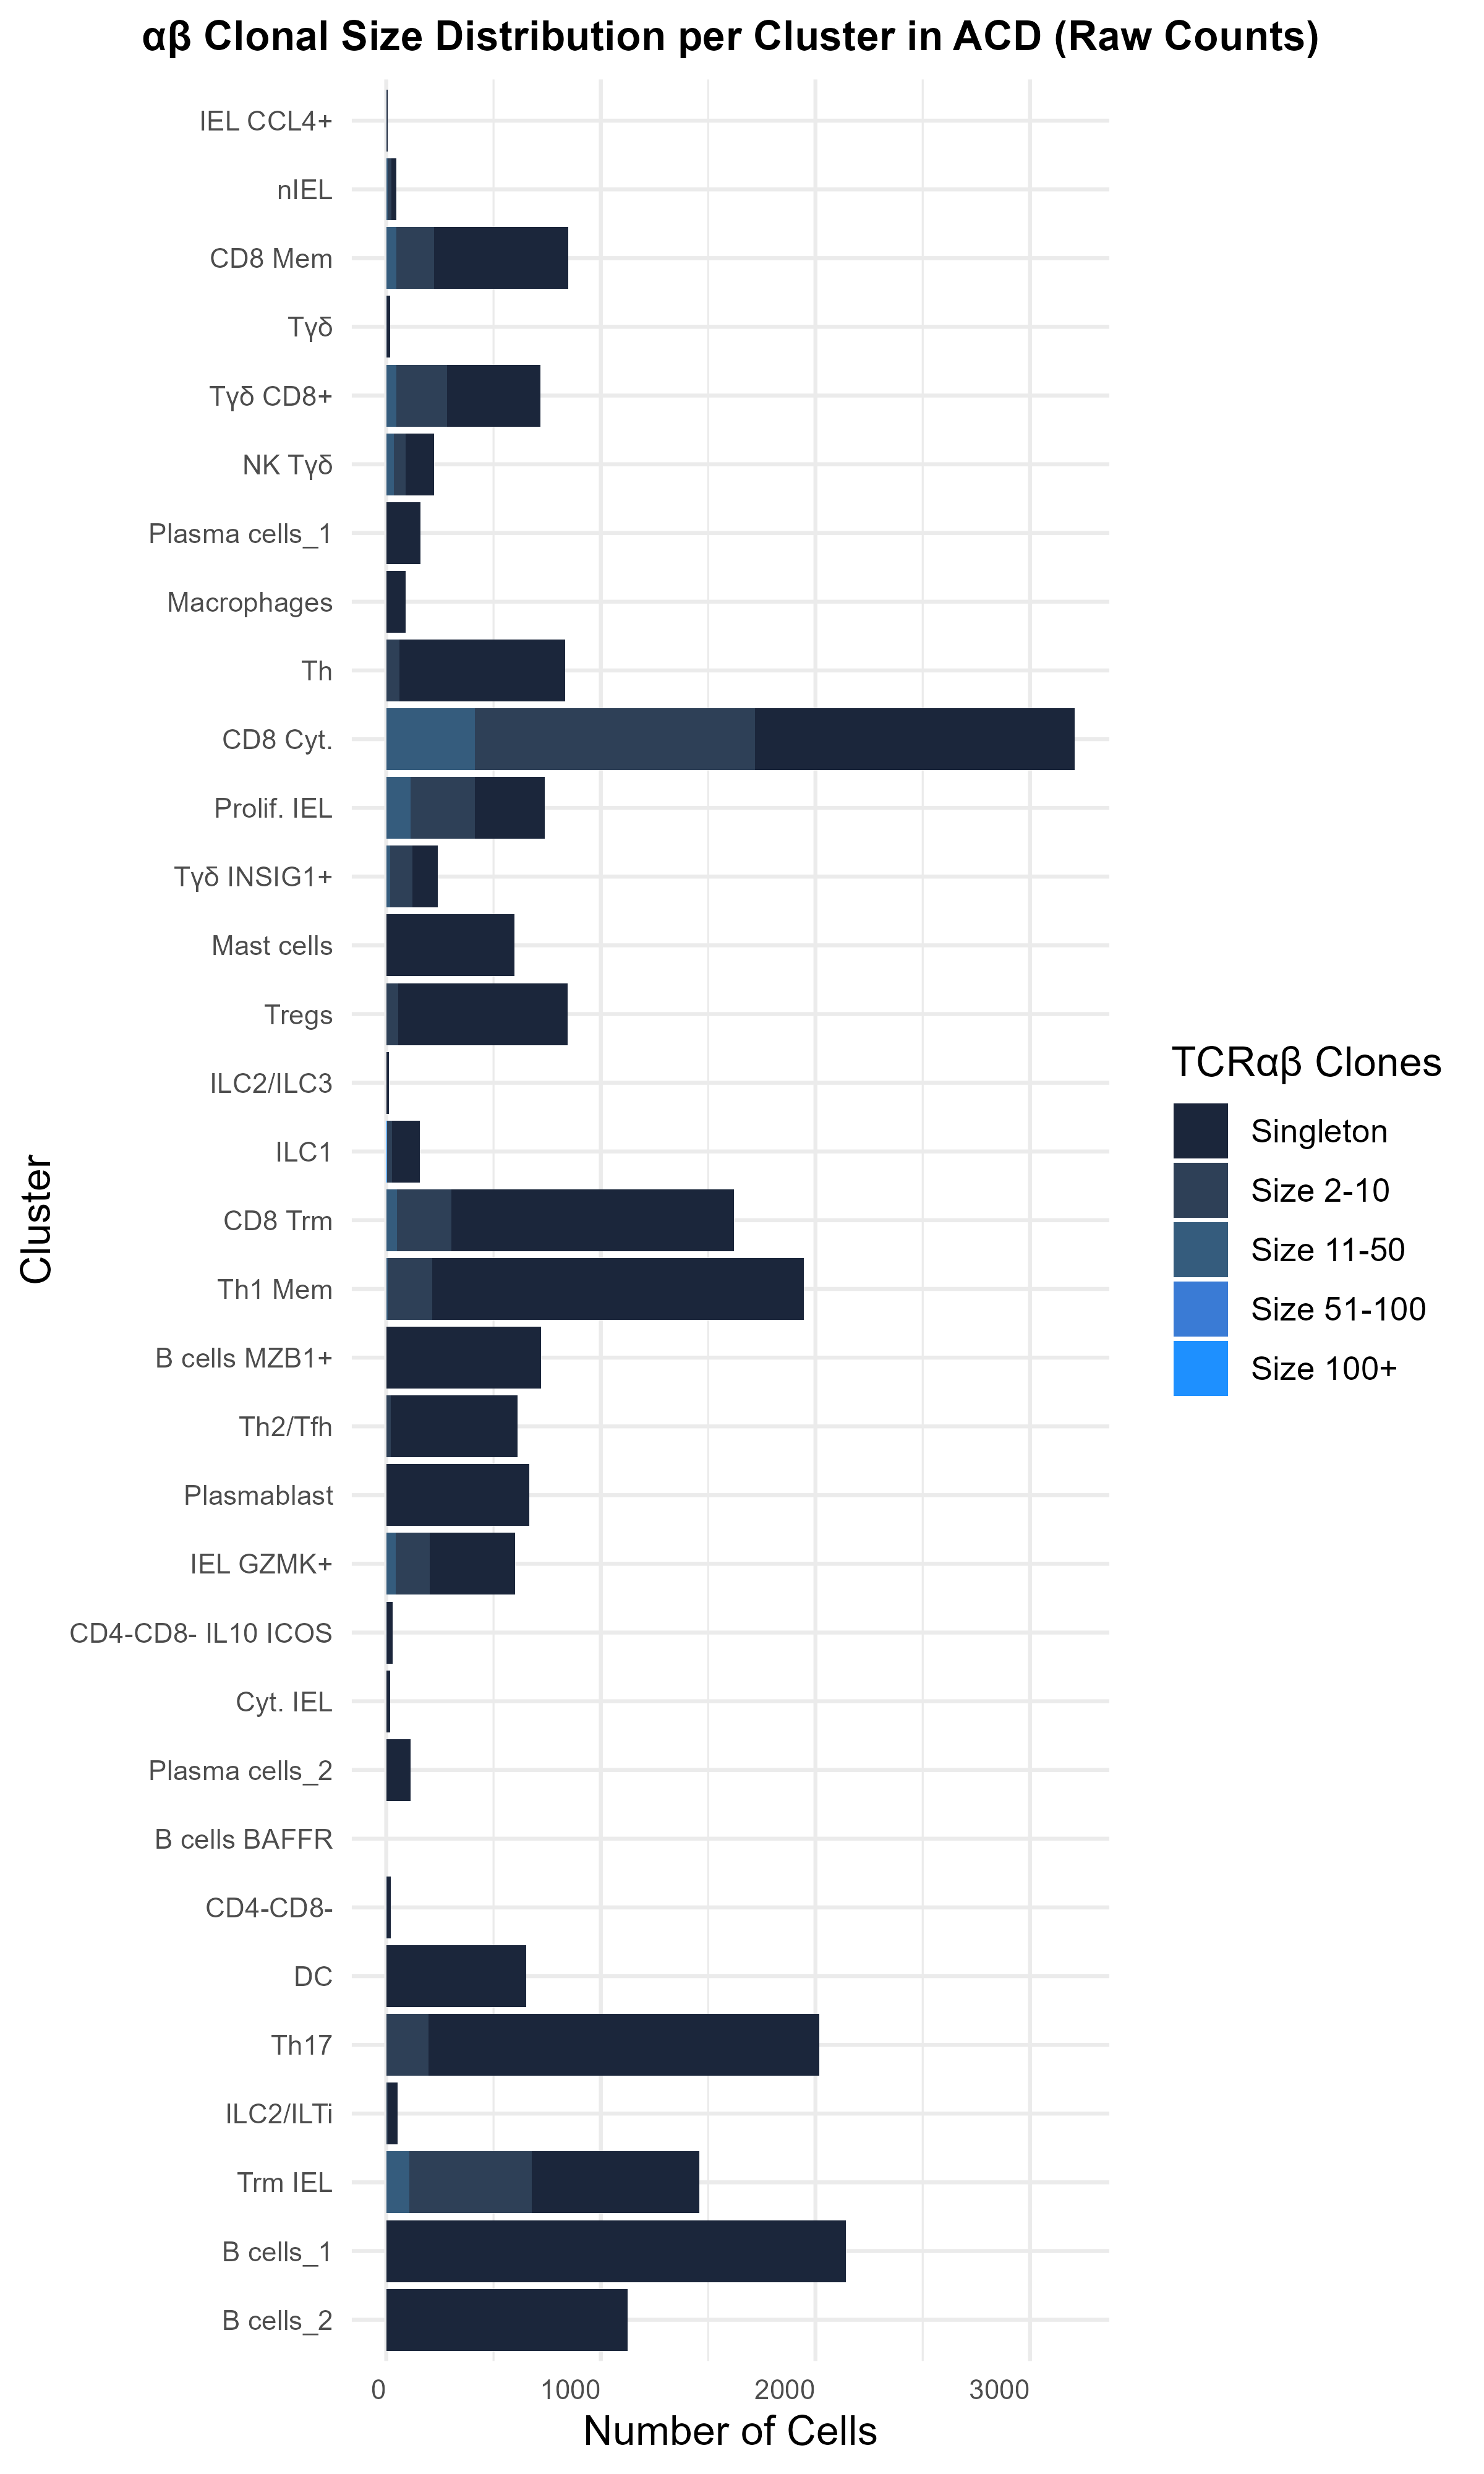 αβ Clonal Size Distribution per Cluster in ACD (Raw Counts)
Cluster
IEL CCL4+
nIEL
CD8 Mem
Tγδ
Tγδ CD8+
NK Tγδ
Plasma cells_1
Macrophages
Th
CD8 Cyt.
Prolif. IEL
Tγδ INSIG1+
Mast cells
Tregs
ILC2/ILC3
ILC1
CD8 Trm
Th1 Mem
B cells MZB1+
Th2/Tfh
Plasmablast
IEL GZMK+
CD4-CD8- IL10 ICOS
Cyt. IEL
Plasma cells_2
B cells BAFFR
CD4-CD8-
DC
Th17
ILC2/ILTi
Trm IEL
B cells_1
B cells_2
0 1000 2000 3000
Number of Cells
TCRαβ Clones
Singleton
Size 2-10
Size 11-50
Size 51-100
Size 100+